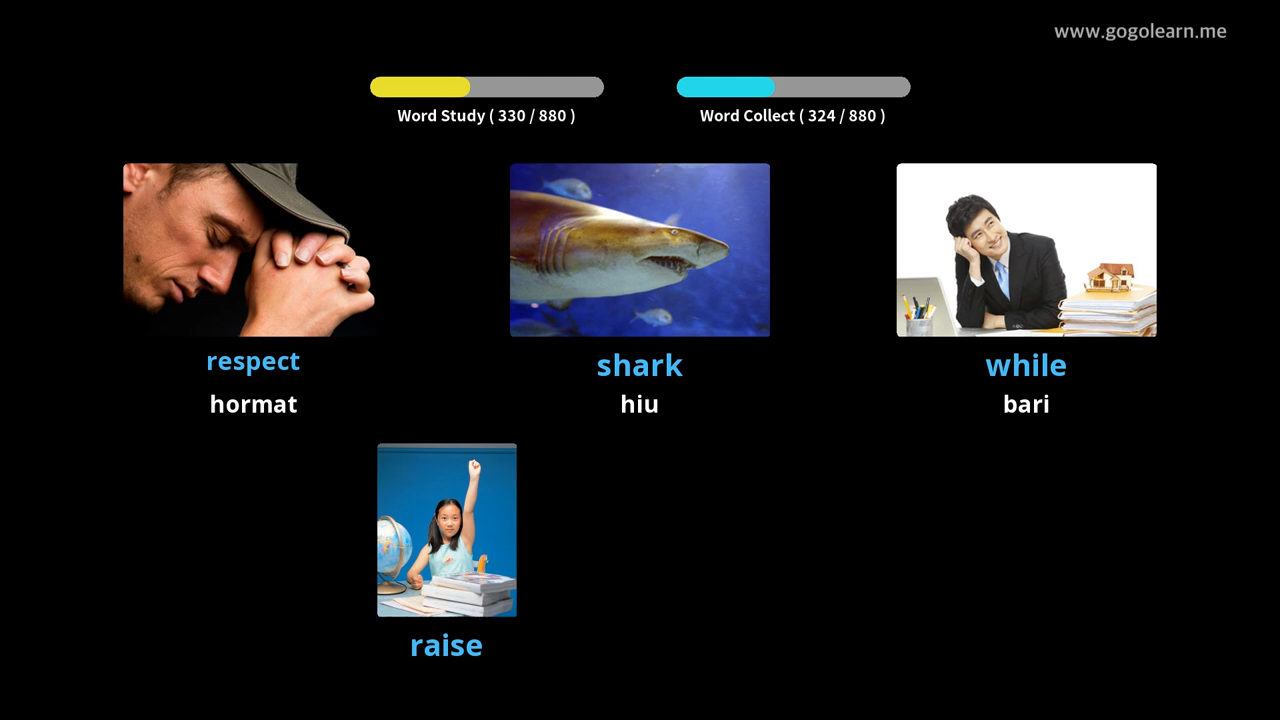 www.gogolearn.me
Word Study ( 330 / 880 )
Word Collect ( 324 / 880 )
respect
shark
while
hormat
hiu
bari
raise